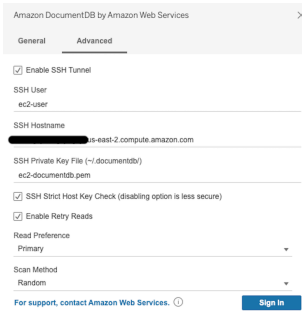 Amazon DocumentDB by Amazon Web Services
General Advanced
Enable SSH Tunnel
SSH User
ec2-user
SSH Hostname
us-east-2.compute.amazon.com
SSH Private Key File (~/.documentdb/)
ec2-documentdb.pem
SSH Strict Host Key Check (disabling option is less secure)
Enable Retry Reads
Read Preference
Primary
Scan Method
Random
For support, contact Amazon Web Services. Sign In